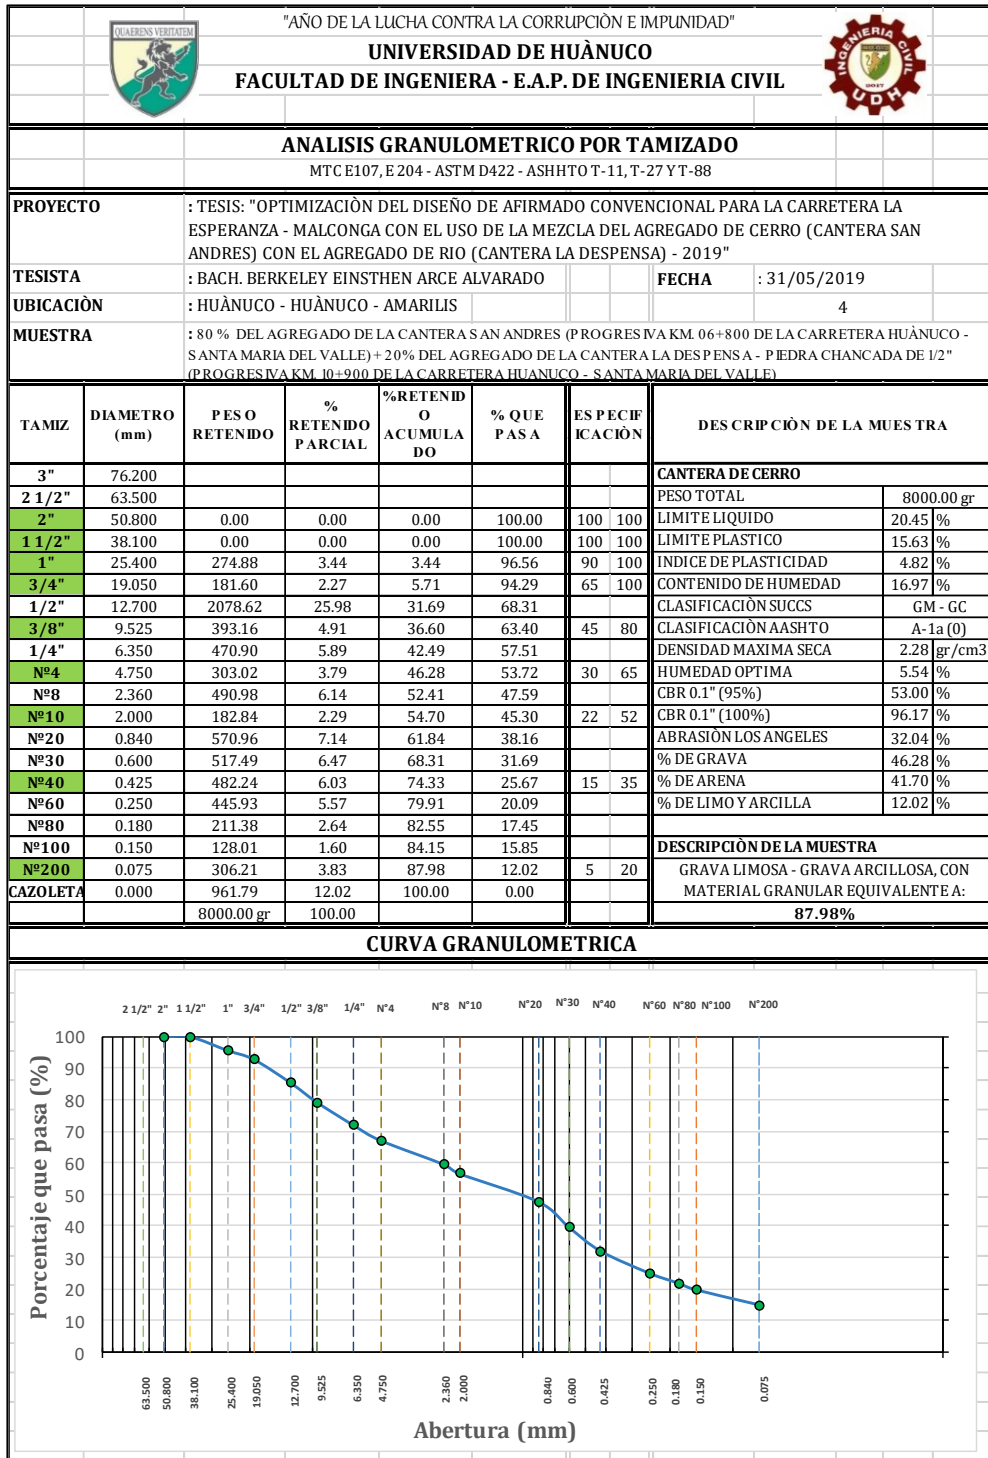 QUAERENS VERITATEM
"AÑO DE LA LUCHA CONTRA LA CORRUPCIÒN E IMPUNIDAD"
UNIVERSIDAD DE HUÀNUCO
FACULTAD DE INGENIERA - E.A.P. DE INGENIERIA CIVIL
INGENIERIA CIVIL
2017
UDH
ANALISIS GRANULOMETRICO POR TAMIZADO
MTC E107, E 204 - ASTM D422 - ASHHTO T-11, T-27 Y T-88
PROYECTO : TESIS: "OPTIMIZACIÒN DEL DISEÑO DE AFIRMADO CONVENCIONAL PARA LA CARRETERA LA
ESPERANZA - MALCONGA CON EL USO DE LA MEZCLA DEL AGREGADO DE CERRO (CANTERA SAN
ANDRES) CON EL AGREGADO DE RIO (CANTERA LA DESPENSA) - 2019"
TESISTA : BACH. BERKELEY EINSTHEN ARCE ALVARADO FECHA : 31/05/2019
UBICACIÒN : HUÀNUCO - HUÀNUCO - AMARILIS 4
MUESTRA : 80 % DEL AGREGADO DE LA CANTERA SAN ANDRES (PROGRESIVA KM. 06+800 DE LA CARRETERA HUÀNUCO -
SANTA MARIA DEL VALLE) + 20% DEL AGREGADO DE LA CANTERA LA DESPENSA - PIEDRA CHANCADA DE 1/2"
(PROGRESIVA KM. 10+900 DE LA CARRETERA HUANUCO - SANTA MARIA DEL VALLE)
TAMIZ DIAMETRO (mm) PESO RETENIDO % RETENIDO PARCIAL %RETENIDO ACUMULADO % QUE PASA ESPECIFICACIÒN DESCRIPCIÒN DE LA MUESTRA
3" 76.200 CANTERA DE CERRO
2 1/2" 63.500 PESO TOTAL 8000.00 gr
2" 50.800 0.00 0.00 0.00 100.00 100 100 LIMITE LIQUIDO 20.45 %
1 1/2" 38.100 0.00 0.00 0.00 100.00 100 100 LIMITE PLASTICO 15.63 %
1" 25.400 274.88 3.44 3.44 96.56 90 100 INDICE DE PLASTICIDAD 4.82 %
3/4" 19.050 181.60 2.27 5.71 94.29 65 100 CONTENIDO DE HUMEDAD 16.97 %
1/2" 12.700 2078.62 25.98 31.69 68.31 CLASIFICACIÒN SUCCS GM - GC
3/8" 9.525 393.16 4.91 36.60 63.40 45 80 CLASIFICACIÒN AASHTO A-1a (0)
1/4" 6.350 470.90 5.89 42.49 57.51 DENSIDAD MAXIMA SECA 2.28 gr/cm3
Nº4 4.750 303.02 3.79 46.28 53.72 30 65 HUMEDAD OPTIMA 5.54 %
Nº8 2.360 490.98 6.14 52.41 47.59 CBR 0.1" (95%) 53.00 %
Nº10 2.000 182.84 2.29 54.70 45.30 22 52 CBR 0.1" (100%) 96.17 %
Nº20 0.840 570.96 7.14 61.84 38.16 ABRASIÒN LOS ANGELES 32.04 %
Nº30 0.600 517.49 6.47 68.31 31.69 % DE GRAVA 46.28 %
Nº40 0.425 482.24 6.03 74.33 25.67 15 35 % DE ARENA 41.70 %
Nº60 0.250 445.93 5.57 79.91 20.09 % DE LIMO Y ARCILLA 12.02 %
Nº80 0.180 211.38 2.64 82.55 17.45
Nº100 0.150 128.01 1.60 84.15 15.85 DESCRIPCIÒN DE LA MUESTRA
Nº200 0.075 306.21 3.83 87.98 12.02 5 20 GRAVA LIMOSA - GRAVA ARCILLOSA, CON
CAZOLETA 0.000 961.79 12.02 100.00 0.00 MATERIAL GRANULAR EQUIVALENTE A:
8000.00 gr 100.00 87.98%
CURVA GRANULOMETRICA
2 1/2" 2" 1 1/2" 1" 3/4" 1/2" 3/8" 1/4" N°4 N°8 N°10 N°20 N°30 N°40 N°60 N°80 N°100 N°200
100
90
80
70
60
50
40
30
20
10
0
Porcentaje que pasa (%)
63.500 50.800 38.100 25.400 19.050 12.700 9.525 6.350 4.750 2.360 2.000 0.840 0.600 0.425 0.250 0.180 0.150 0.075
Abertura (mm)